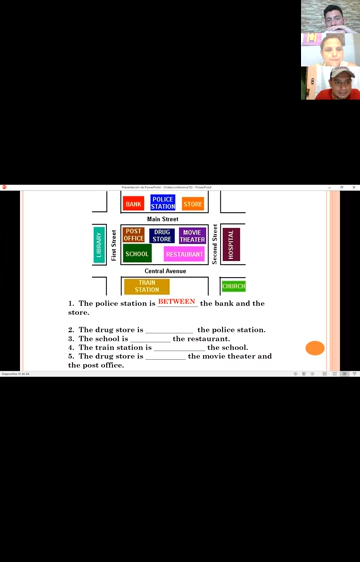 BANK
POLICE
STATION
STORE
Main Street
LIBRARY
First Street
POST
OFFICE
DRUG
STORE
MOVIE
THEATER
Second Street
HOSPITAL
SCHOOL
RESTAURANT
Central Avenue
TRAIN
STATION
CHURCH
1. The police station is BETWEEN the bank and the
store.
2. The drug store is ____________ the police station.
3. The school is __________ the restaurant.
4. The train station is _____________ the school.
5. The drug store is __________ the movie theater and
the post office.